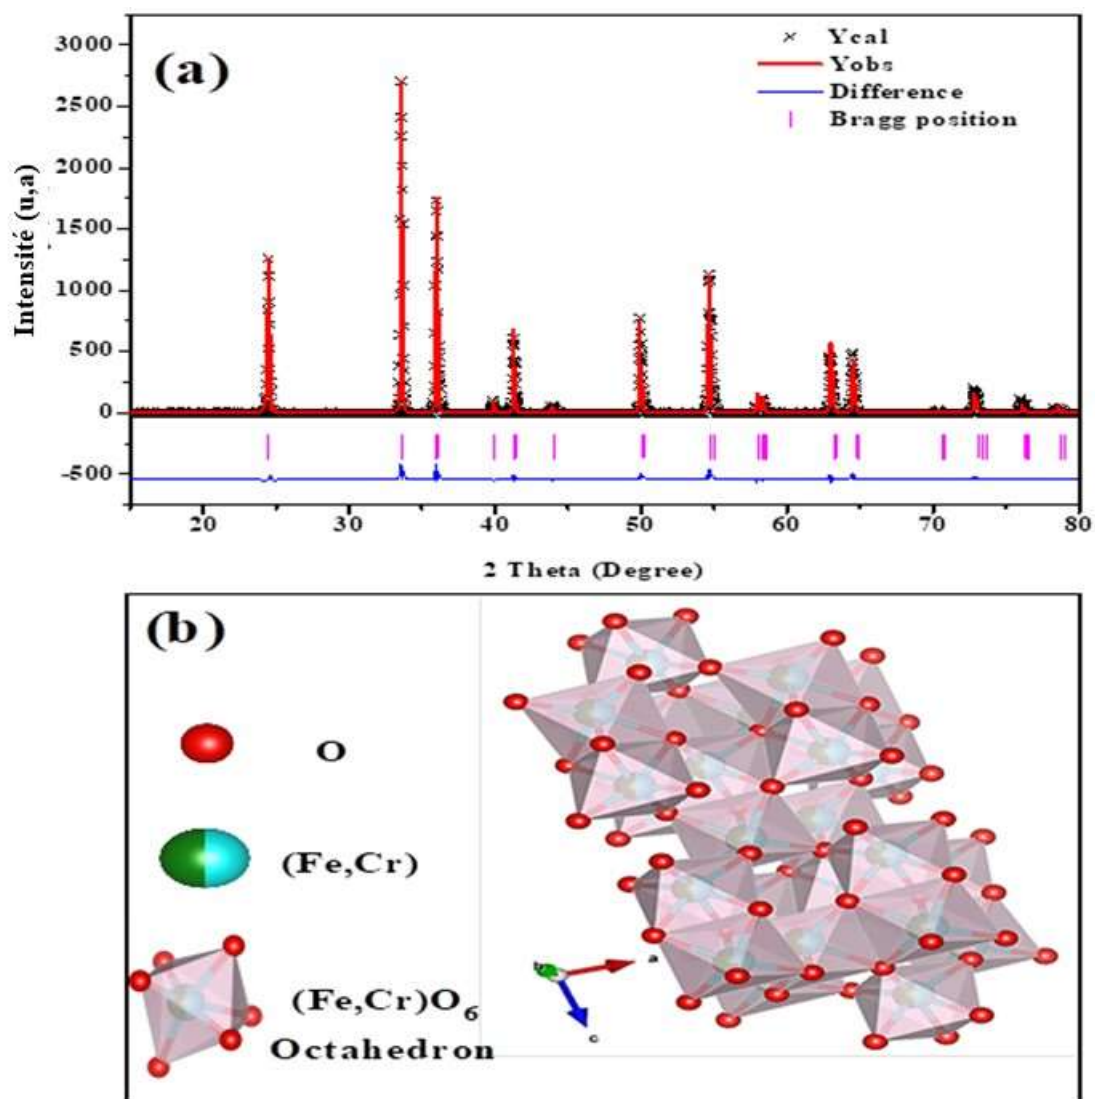 (a)
Ycal
Yobs
Difference
Bragg position
Intensité (u,a)
3000
2500
2000
1500
1000
500
0
-500
20 30 40 50 60 70 80
2 Theta (Degree)
(b)
O
(Fe,Cr)
(Fe,Cr)O₆
Octahedron
b
a
c